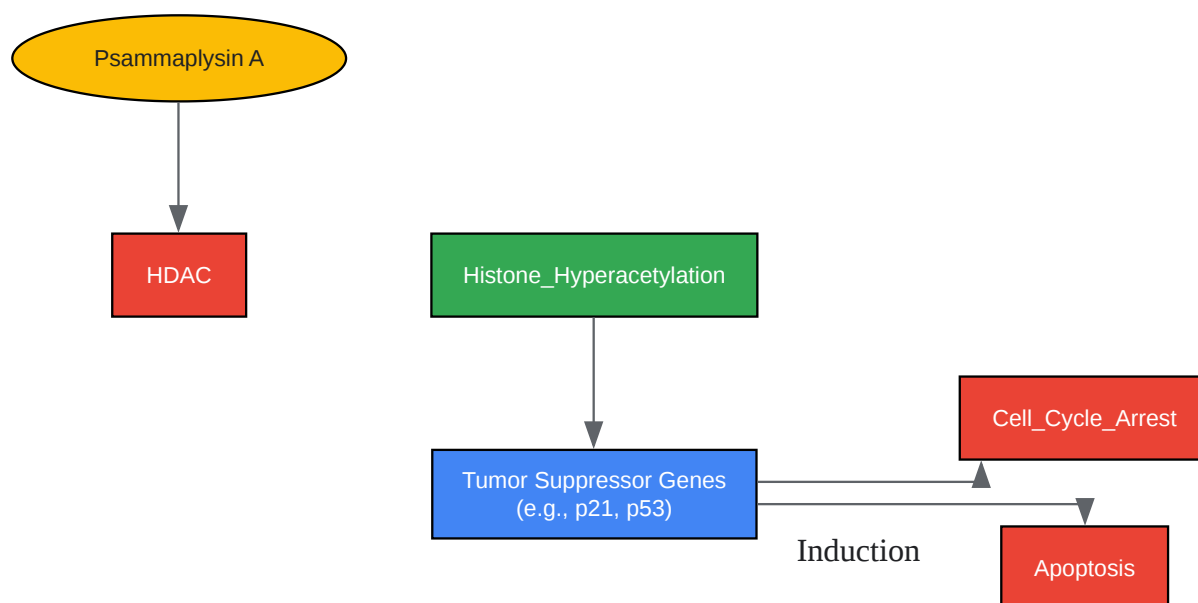 Psammaplysin A
HDAC
Histone_Hyperacetylation
Cell_Cycle_Arrest
Tumor Suppressor Genes
(e.g., p21, p53)
Induction
Apoptosis